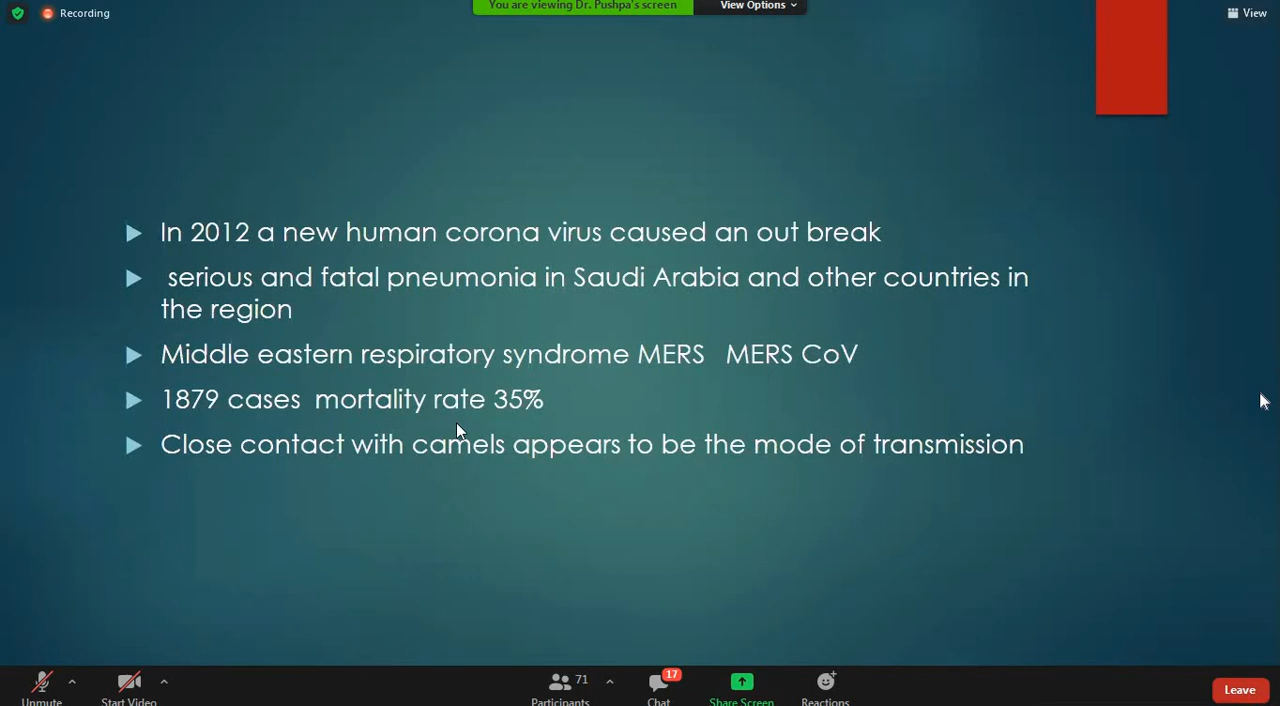 Recording
You are viewing Dr. Pushpa's screen
View Options
View
In 2012 a new human corona virus caused an out break
serious and fatal pneumonia in Saudi Arabia and other countries in
the region
Middle eastern respiratory syndrome MERS   MERS CoV
1879 cases  mortality rate 35%
Close contact with camels appears to be the mode of transmission
71
17
Unmute
Start Video
Participants
Chat
Share Screen
Reactions
Leave